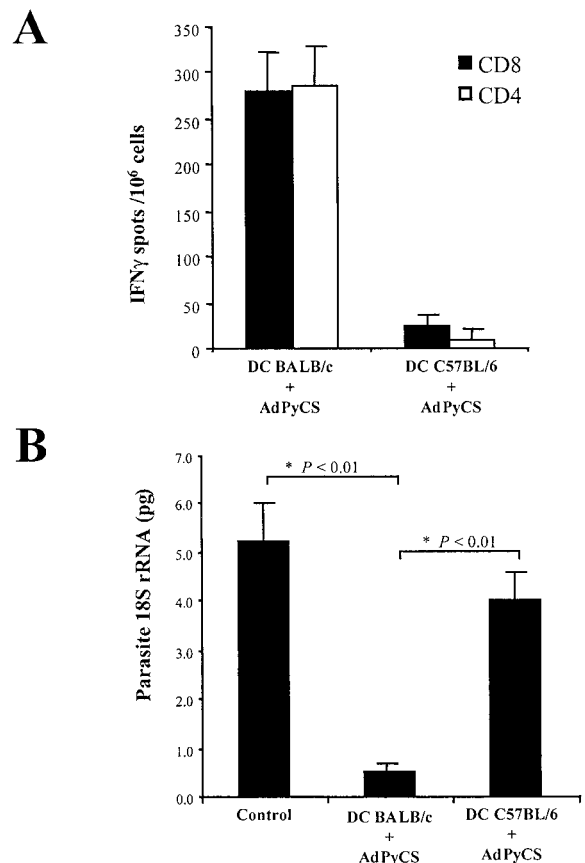 A
IFNγ spots /10⁶ cells
350
300
250
200
150
100
50
0
CD8
CD4
DC BALB/c
+
AdPyCS
DC C57BL/6
+
AdPyCS
B
Parasite 18S rRNA (pg)
7.0
6.0
5.0
4.0
3.0
2.0
1.0
0.0
* P < 0.01
* P < 0.01
Control
DC BALB/c
+
AdPyCS
DC C57BL/6
+
AdPyCS